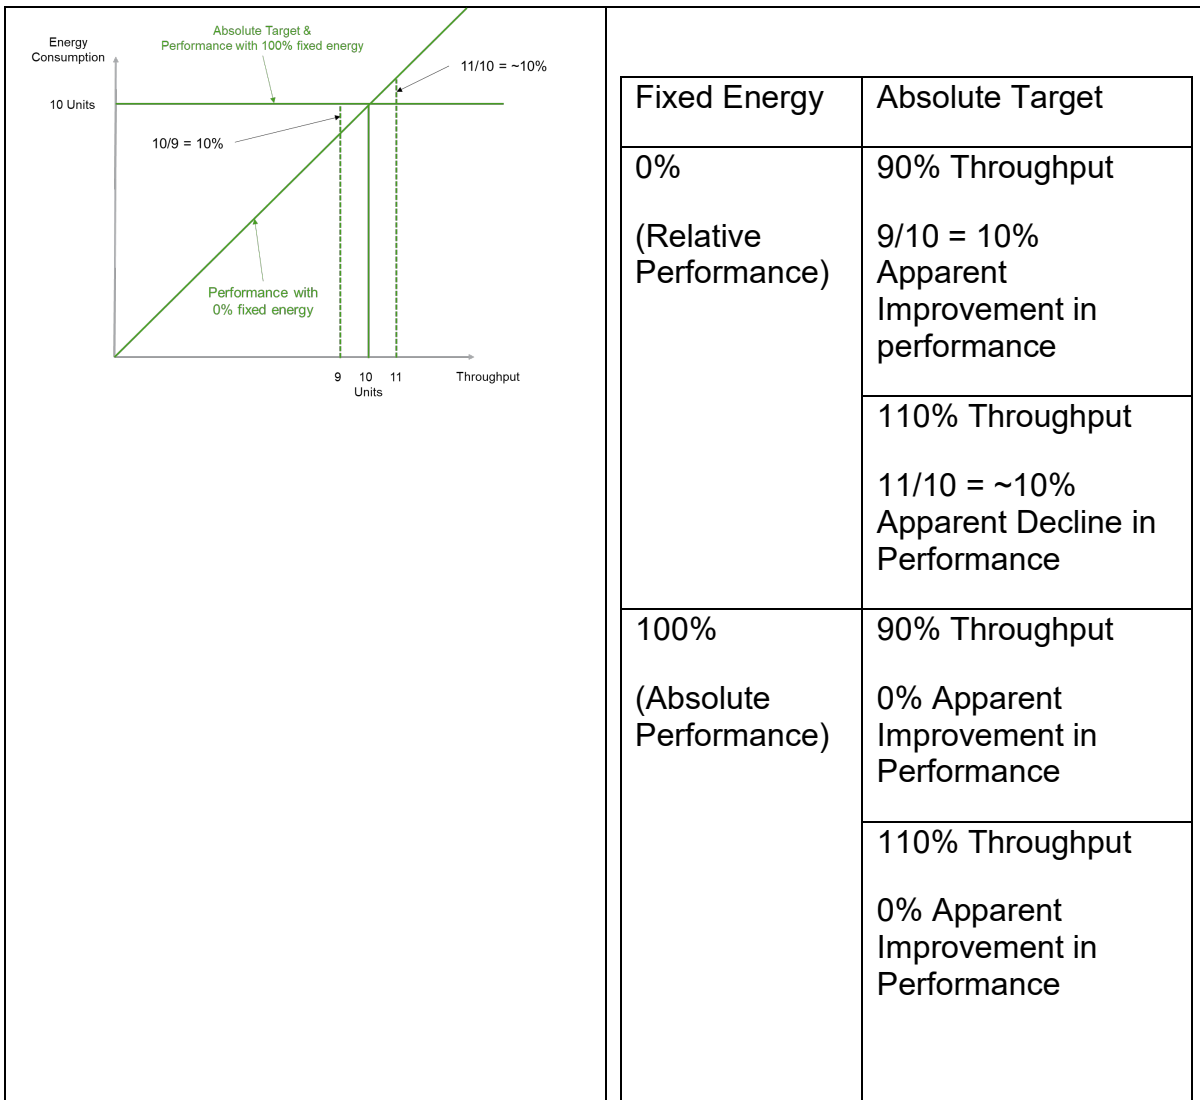 Energy
Consumption
Absolute Target &
Performance with 100% fixed energy
11/10 = ~10%
10 Units
10/9 = 10%
Performance with
0% fixed energy
9 10 11
Units
Throughput
Fixed Energy
Absolute Target
0%
(Relative
Performance)
90% Throughput
9/10 = 10%
Apparent
Improvement in
performance
110% Throughput
11/10 = ~10%
Apparent Decline in
Performance
100%
(Absolute
Performance)
90% Throughput
0% Apparent
Improvement in
Performance
110% Throughput
0% Apparent
Improvement in
Performance